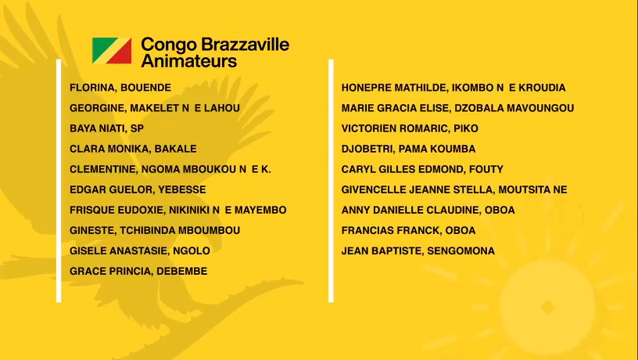 Congo Brazzaville
Animateurs
FLORINA, BOUENDE
GEORGINE, MAKELET N E LAHOU
BAYA NIATI, SP
CLARA MONIKA, BAKALE
CLEMENTINE, NGOMA MBOUKOU N E K.
EDGAR GUELOR, YEBESSE
FRISQUE EUDOXIE, NIKINIKI N E MAYEMBO
GINESTE, TCHIBINDA MBOUMBOU
GISELE ANASTASIE, NGOLO
GRACE PRINCIA, DEBEMBE
HONEPRE MATHILDE, IKOMBO N E KROUDIA
MARIE GRACIA ELISE, DZOBALA MAVOUNGOU
VICTORIEN ROMARIC, PIKO
DJOBETRI, PAMA KOUMBA
CARYL GILLES EDMOND, FOUTY
GIVENCELLE JEANNE STELLA, MOUTSITA NE
ANNY DANIELLE CLAUDINE, OBOA
FRANCIAS FRANCK, OBOA
JEAN BAPTISTE, SENGOMONA